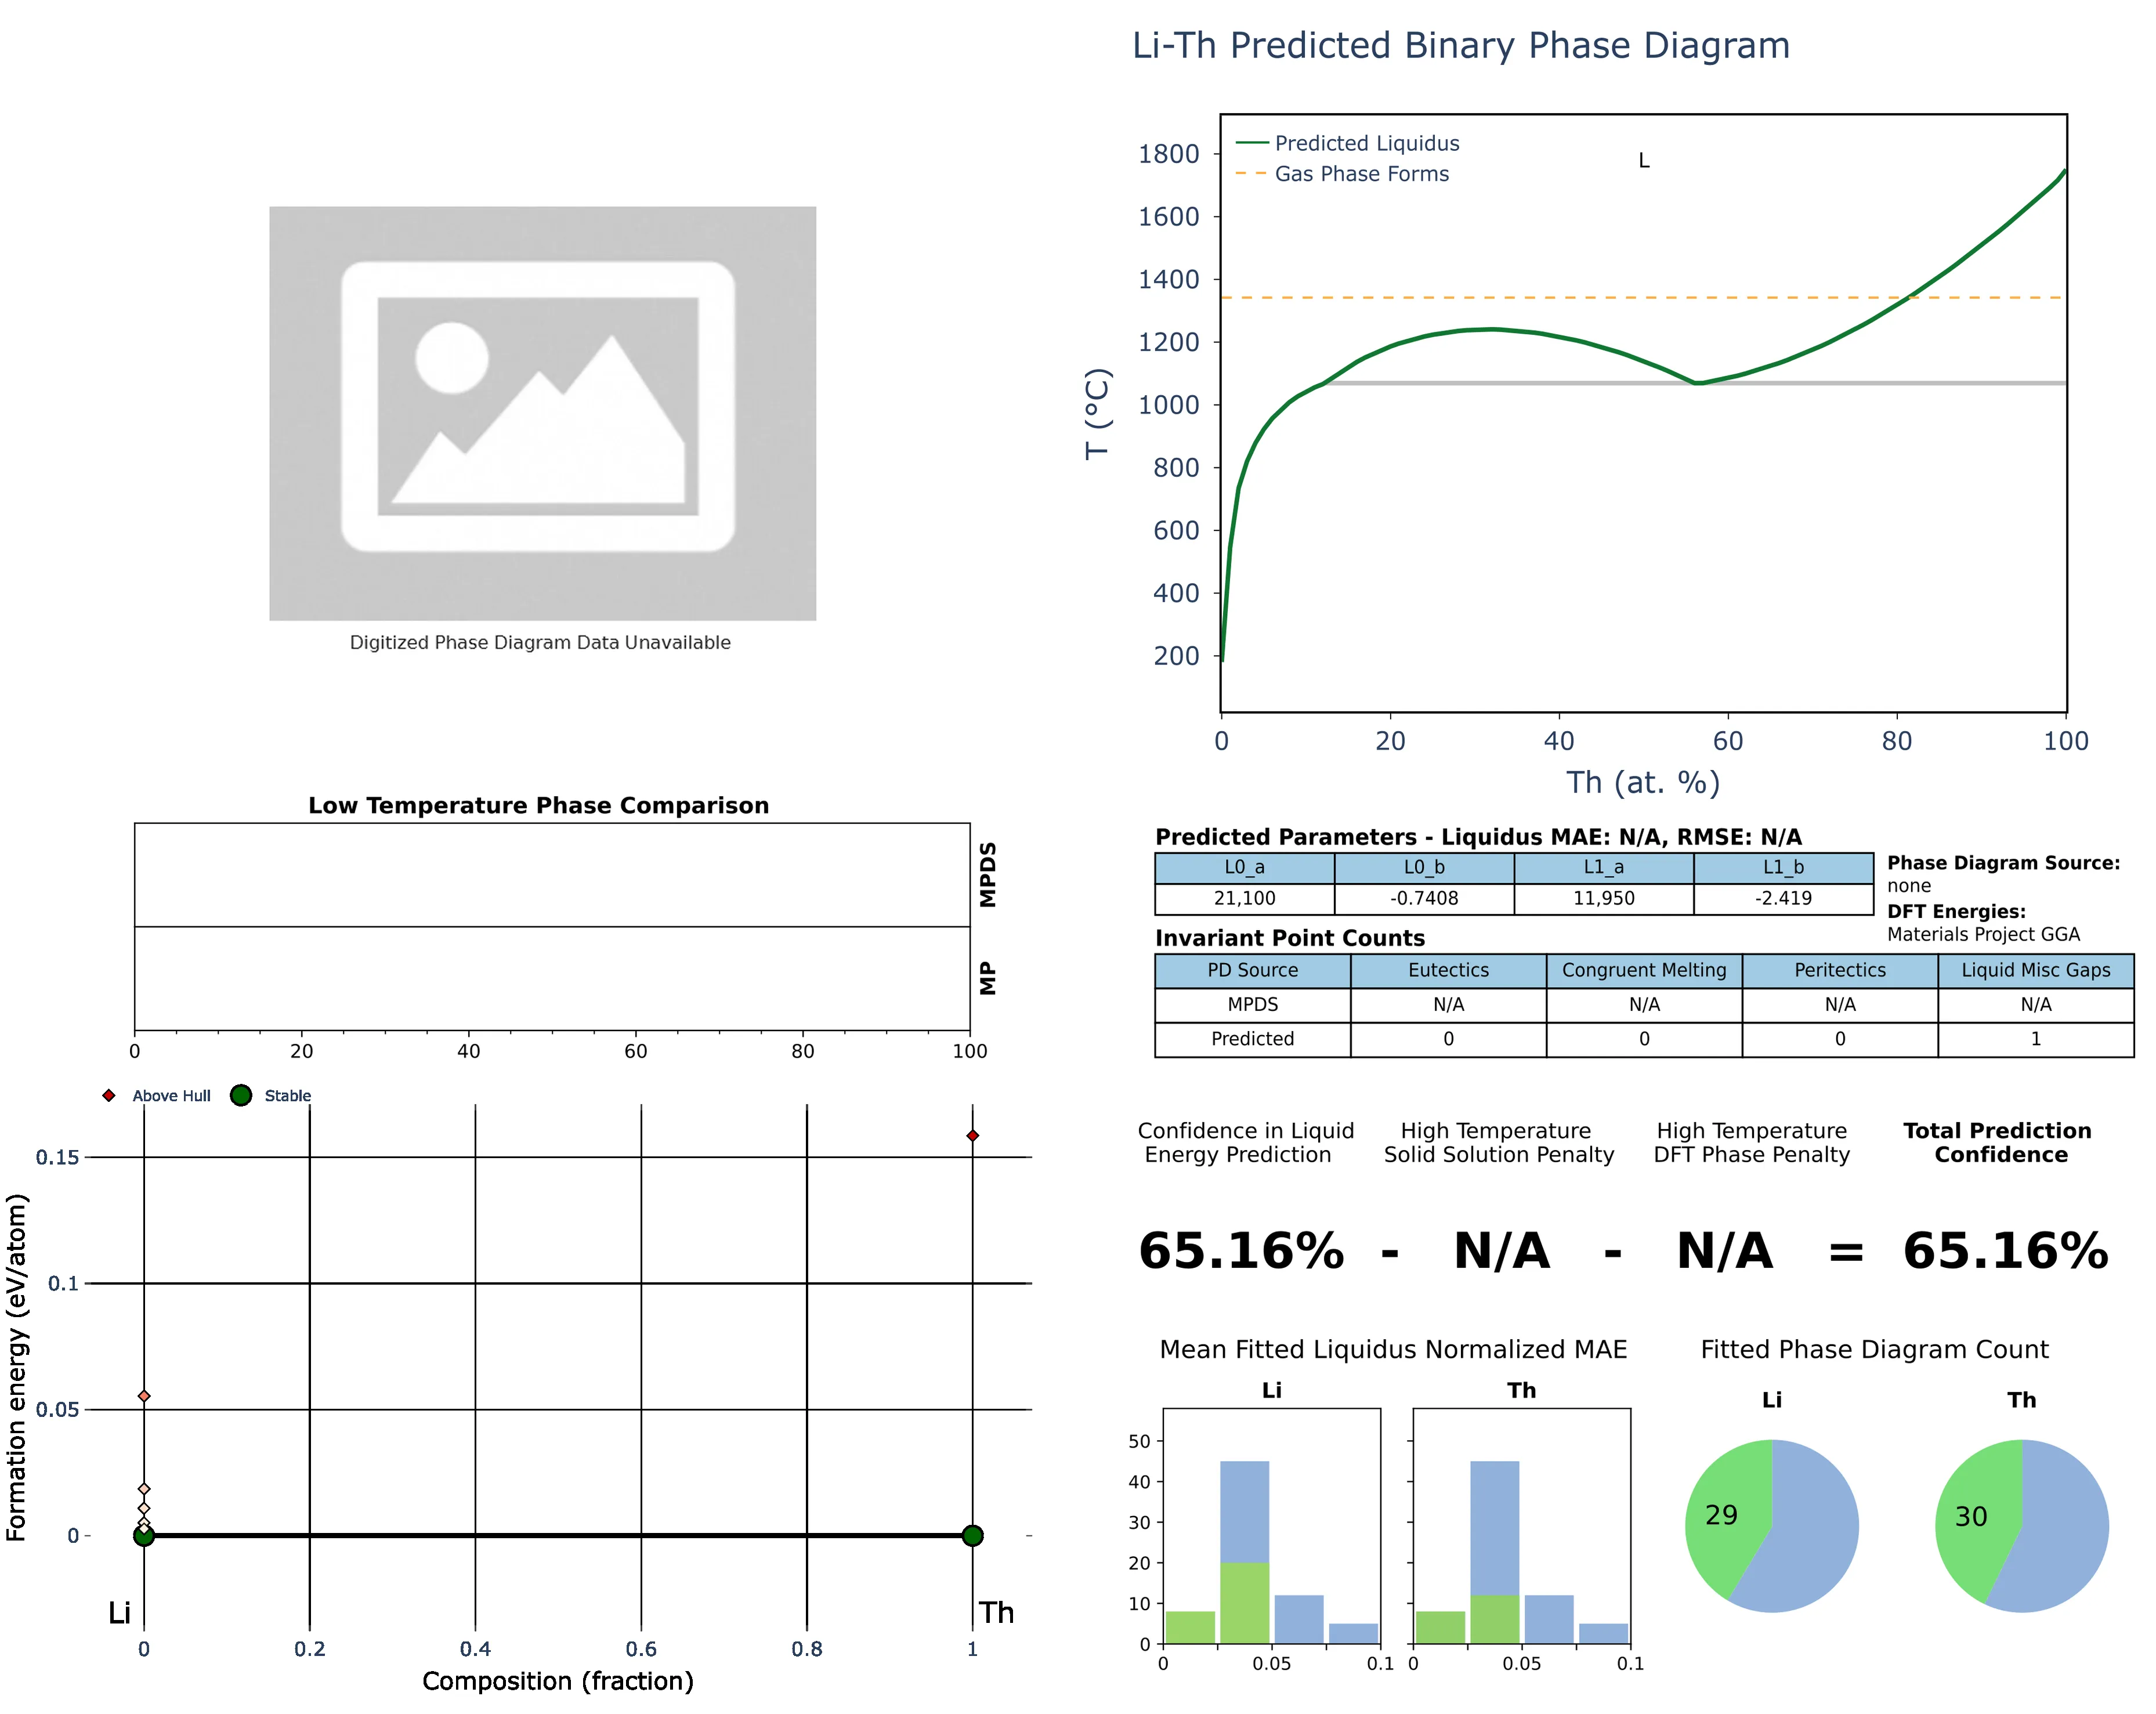 Li-Th Predicted Binary Phase Diagram
Predicted Liquidus
Gas Phase Forms
L
1800
1600
1400
1200
1000
800
600
400
200
T (°C)
0 20 40 60 80 100
Th (at. %)
Digitized Phase Diagram Data Unavailable
Low Temperature Phase Comparison
MPDS
MP
0 20 40 60 80 100
Predicted Parameters - Liquidus MAE: N/A, RMSE: N/A
L0_a L0_b L1_a L1_b
21,100 -0.7408 11,950 -2.419
Phase Diagram Source:
none
DFT Energies:
Materials Project GGA
Invariant Point Counts
PD Source Eutectics Congruent Melting Peritectics Liquid Misc Gaps
MPDS N/A N/A N/A N/A
Predicted 0 0 0 1
Above Hull Stable
0.15
0.1
0.05
0
Formation energy (eV/atom)
Li Th
0 0.2 0.4 0.6 0.8 1
Composition (fraction)
Confidence in Liquid
Energy Prediction
High Temperature
Solid Solution Penalty
High Temperature
DFT Phase Penalty
Total Prediction
Confidence
65.16% - N/A - N/A = 65.16%
Mean Fitted Liquidus Normalized MAE
Li Th
50
40
30
20
10
0
0 0.05 0.1 0 0.05 0.1
Fitted Phase Diagram Count
Li Th
29 30